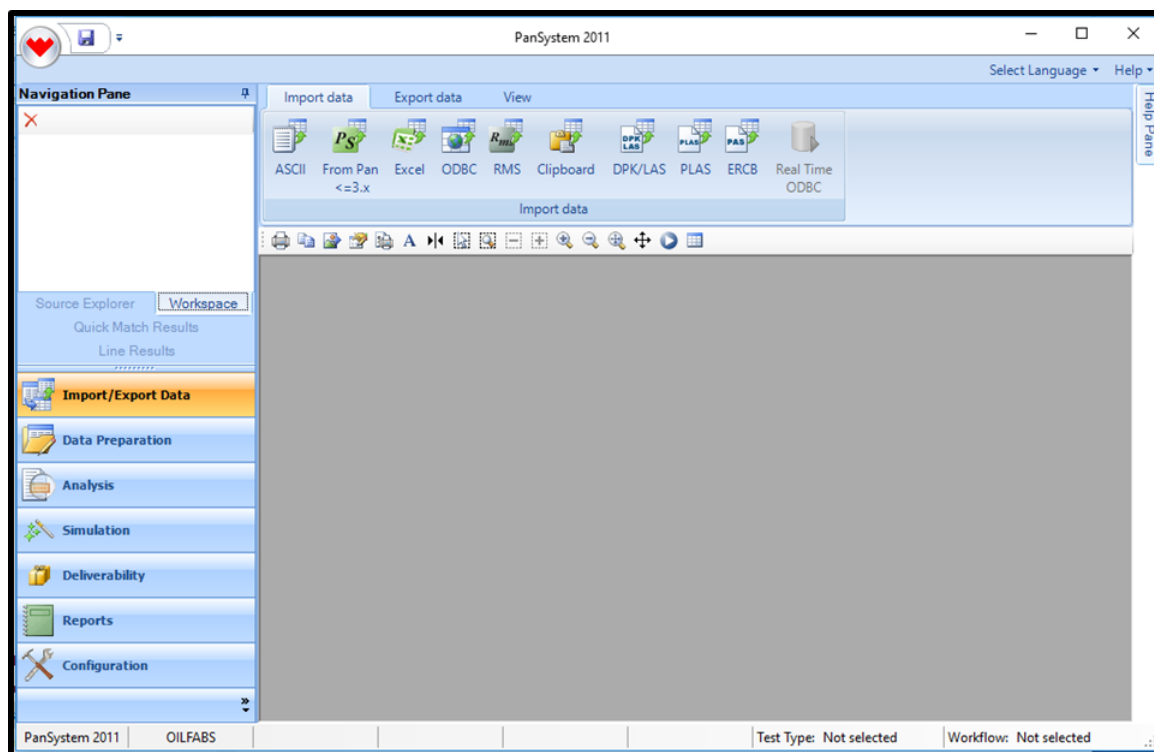 PanSystem 2011
Select Language Help
Navigation Pane
Import data Export data View
Help Pane
ASCII
From Pan
<=3.x
Excel
ODBC
RMS
Clipboard
DPK/LAS
PLAS
ERCB
Real Time
ODBC
Import data
Source Explorer Workspace
Quick Match Results
Line Results
Import/Export Data
Data Preparation
Analysis
Simulation
Deliverability
Reports
Configuration
PanSystem 2011 OILFABS Test Type: Not selected Workflow: Not selected